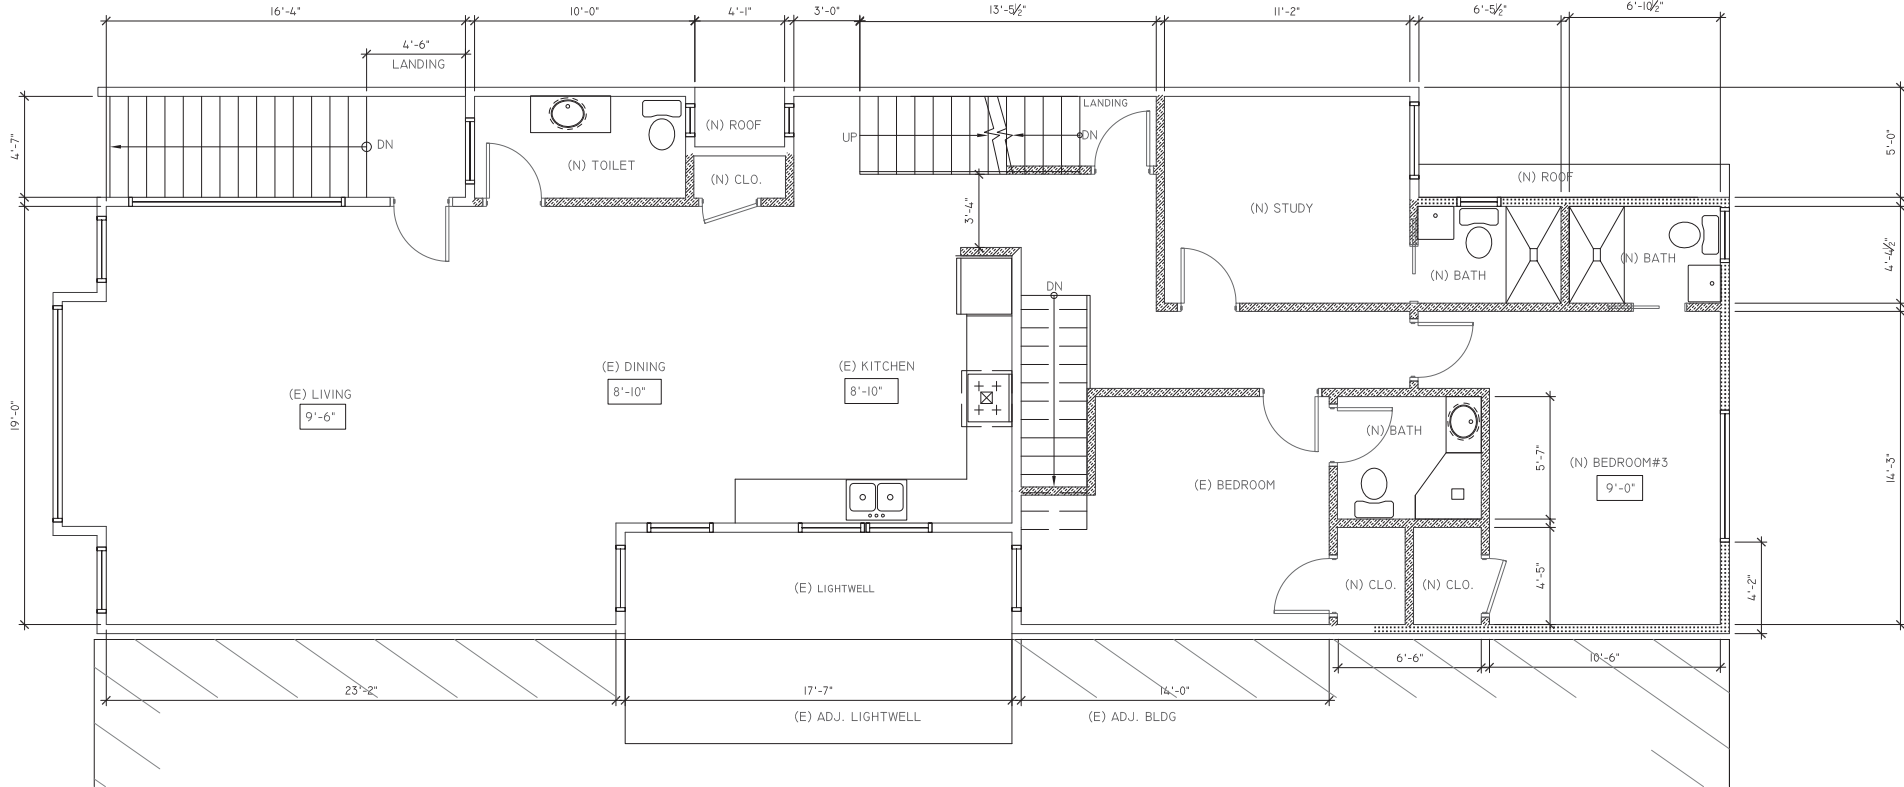 16'-4"
10'-0"
4'-1"
3'-0"
13'-5½"
11'-2"
6'-5½"
6'-10½"
4'-6"
LANDING
4'-7"
DN
(N) TOILET
(N) ROOF
(N) CLO.
UP
DN
LANDING
5'-0"
(N) ROOF
(N) STUDY
3'-4"
(N) BATH
(N) BATH
4'-4½"
DN
(E) LIVING
9'-6"
(E) DINING
8'-10"
(E) KITCHEN
8'-10"
19'-0"
(N) BATH
5'-7"
(N) BEDROOM#3
9'-0"
14'-3"
(E) BEDROOM
(E) LIGHTWELL
(N) CLO.
(N) CLO.
4'-5"
4'-2"
6'-6"
10'-6"
23'-2"
17'-7"
14'-0"
(E) ADJ. LIGHTWELL
(E) ADJ. BLDG